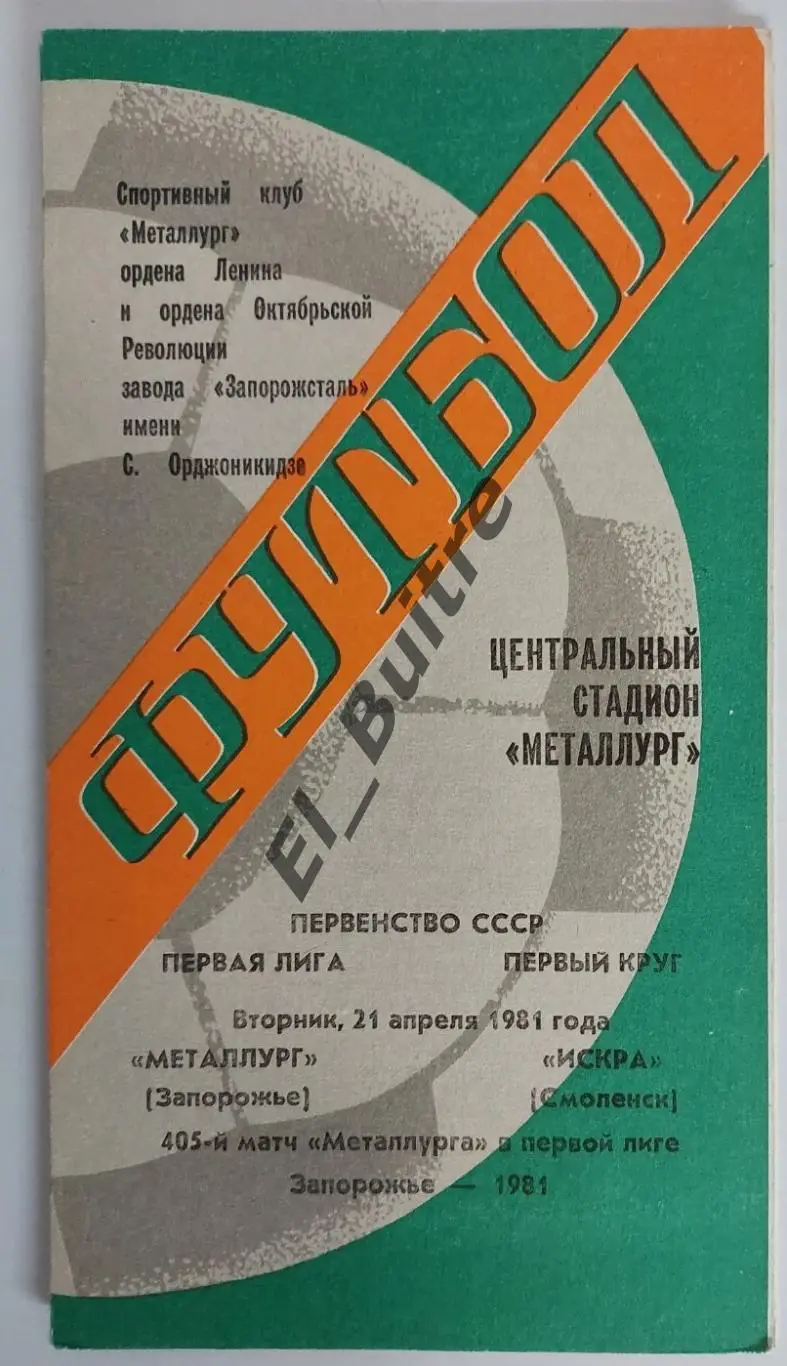 Спортивный клуб
«Металлург»
ордена Ленина
и ордена Октябрьской
Революции
завода «Запорожсталь»
имени
С. Орджоникидзе
ФУТБОЛ
El_Buitre
ЦЕНТРАЛЬНЫЙ
СТАДИОН
«МЕТАЛЛУРГ»
ПЕРВЕНСТВО СССР
ПЕРВАЯ ЛИГА ПЕРВЫЙ КРУГ
Вторник, 21 апреля 1981 года
«МЕТАЛЛУРГ» «ИСКРА»
(Запорожье) (Смоленск)
405-й матч «Металлурга» в первой лиге
Запорожье — 1981